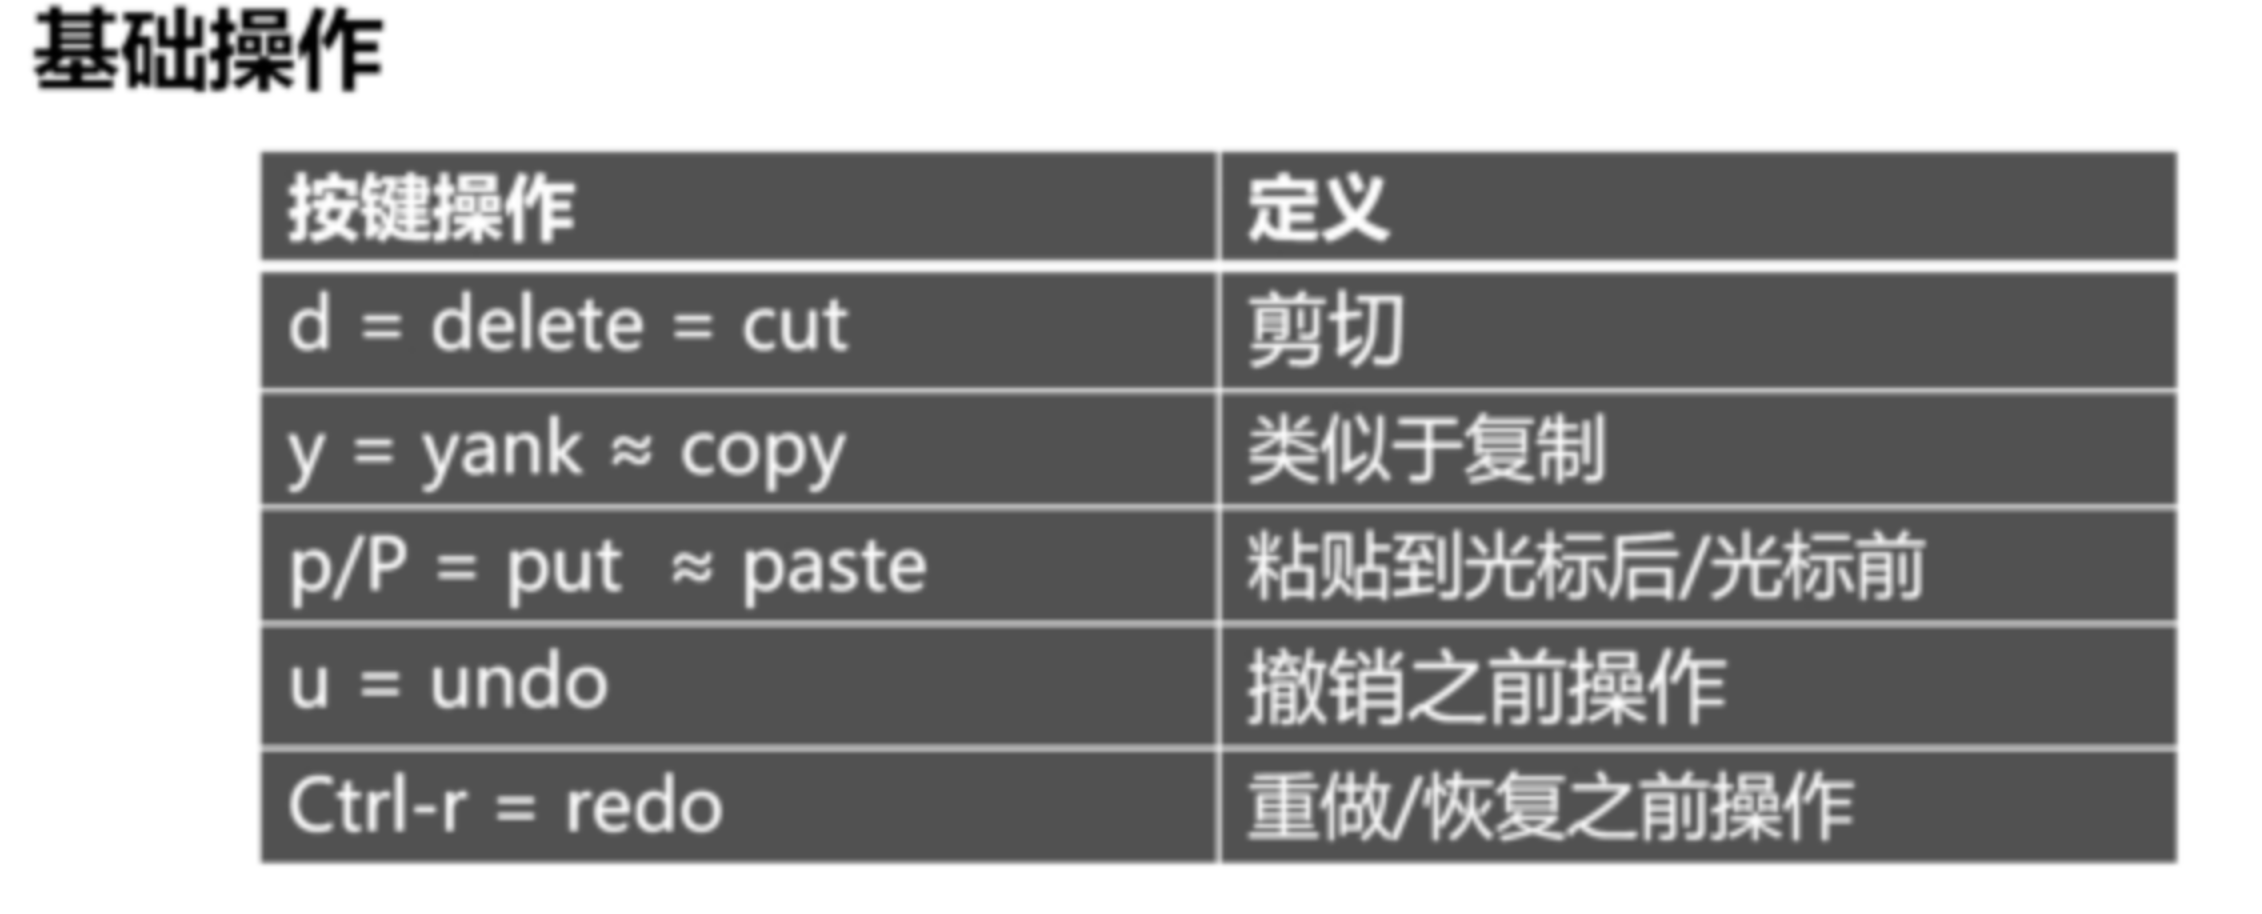 基础操作
按键操作 定义
d = delete = cut 剪切
y = yank ≈ copy 类似于复制
p/P = put ≈ paste 粘贴到光标后/光标前
u = undo 撤销之前操作
Ctrl-r = redo 重做/恢复之前操作